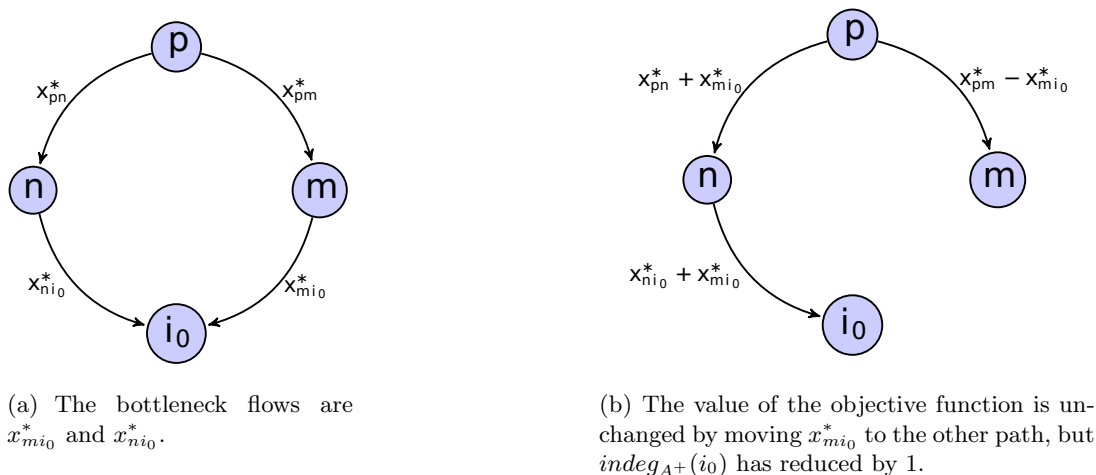 p
x*pn
x*pm
n
m
x*ni0
x*mi0
i0
(a) The bottleneck flows are
x*mi0 and x*ni0.
p
x*pn + x*mi0
x*pm − x*mi0
n
m
x*ni0 + x*mi0
i0
(b) The value of the objective function is un-
changed by moving x*mi0 to the other path, but
indegA+(i0) has reduced by 1.